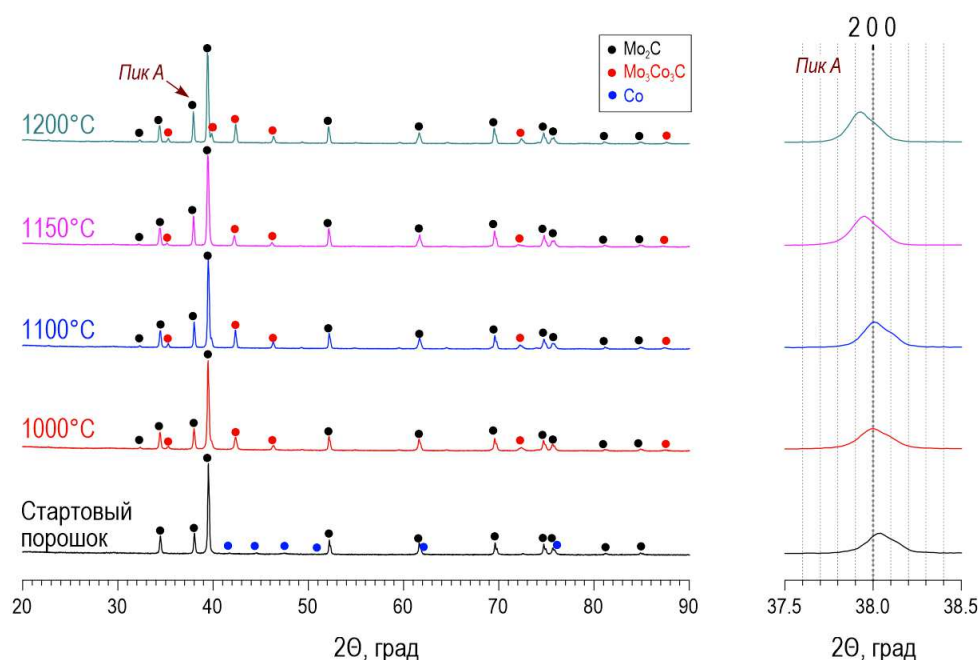 2 0 0
Mo₂C
Mo₃Co₃C
Co
Пик А
Пик А
1200°C
1150°C
1100°C
1000°C
Стартовый
порошок
20 30 40 50 60 70 80 90
2Θ, град
37.5 38.0 38.5
2Θ, град